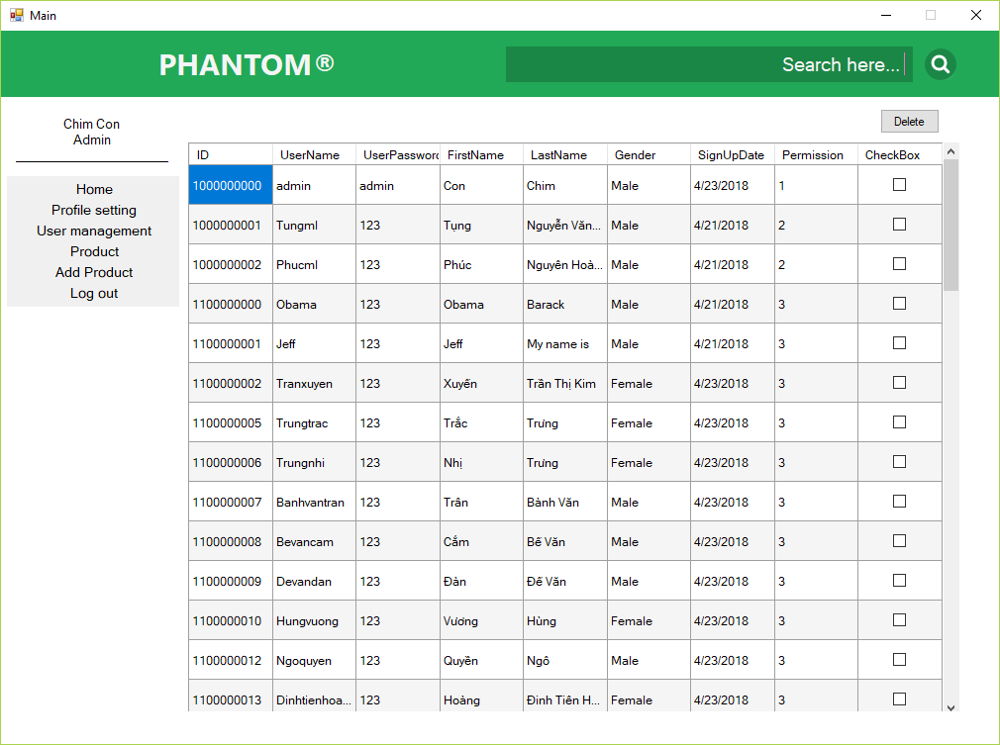 Main
PHANTOM®
Search here...
Chim Con
Admin
Delete
Home
Profile setting
User management
Product
Add Product
Log out
ID UserName UserPassword FirstName LastName Gender SignUpDate Permission CheckBox
1000000000 admin admin Con Chim Male 4/23/2018 1
1000000001 Tungml 123 Tụng Nguyễn Văn... Male 4/21/2018 2
1000000002 Phucml 123 Phúc Nguyên Hoà... Male 4/21/2018 2
1100000000 Obama 123 Obama Barack Male 4/21/2018 3
1100000001 Jeff 123 Jeff My name is Male 4/21/2018 3
1100000002 Tranxuyen 123 Xuyến Trần Thị Kim Female 4/23/2018 3
1100000005 Trungtrac 123 Trắc Trưng Female 4/23/2018 3
1100000006 Trungnhi 123 Nhị Trưng Female 4/23/2018 3
1100000007 Banhvantran 123 Trân Bành Văn Male 4/23/2018 3
1100000008 Bevancam 123 Cắm Bế Văn Male 4/23/2018 3
1100000009 Devandan 123 Đàn Đế Văn Male 4/23/2018 3
1100000010 Hungvuong 123 Vương Hùng Female 4/23/2018 3
1100000012 Ngoquyen 123 Quyền Ngô Male 4/23/2018 3
1100000013 Dinhtienhoa... 123 Hoàng Đinh Tiên H... Female 4/23/2018 3